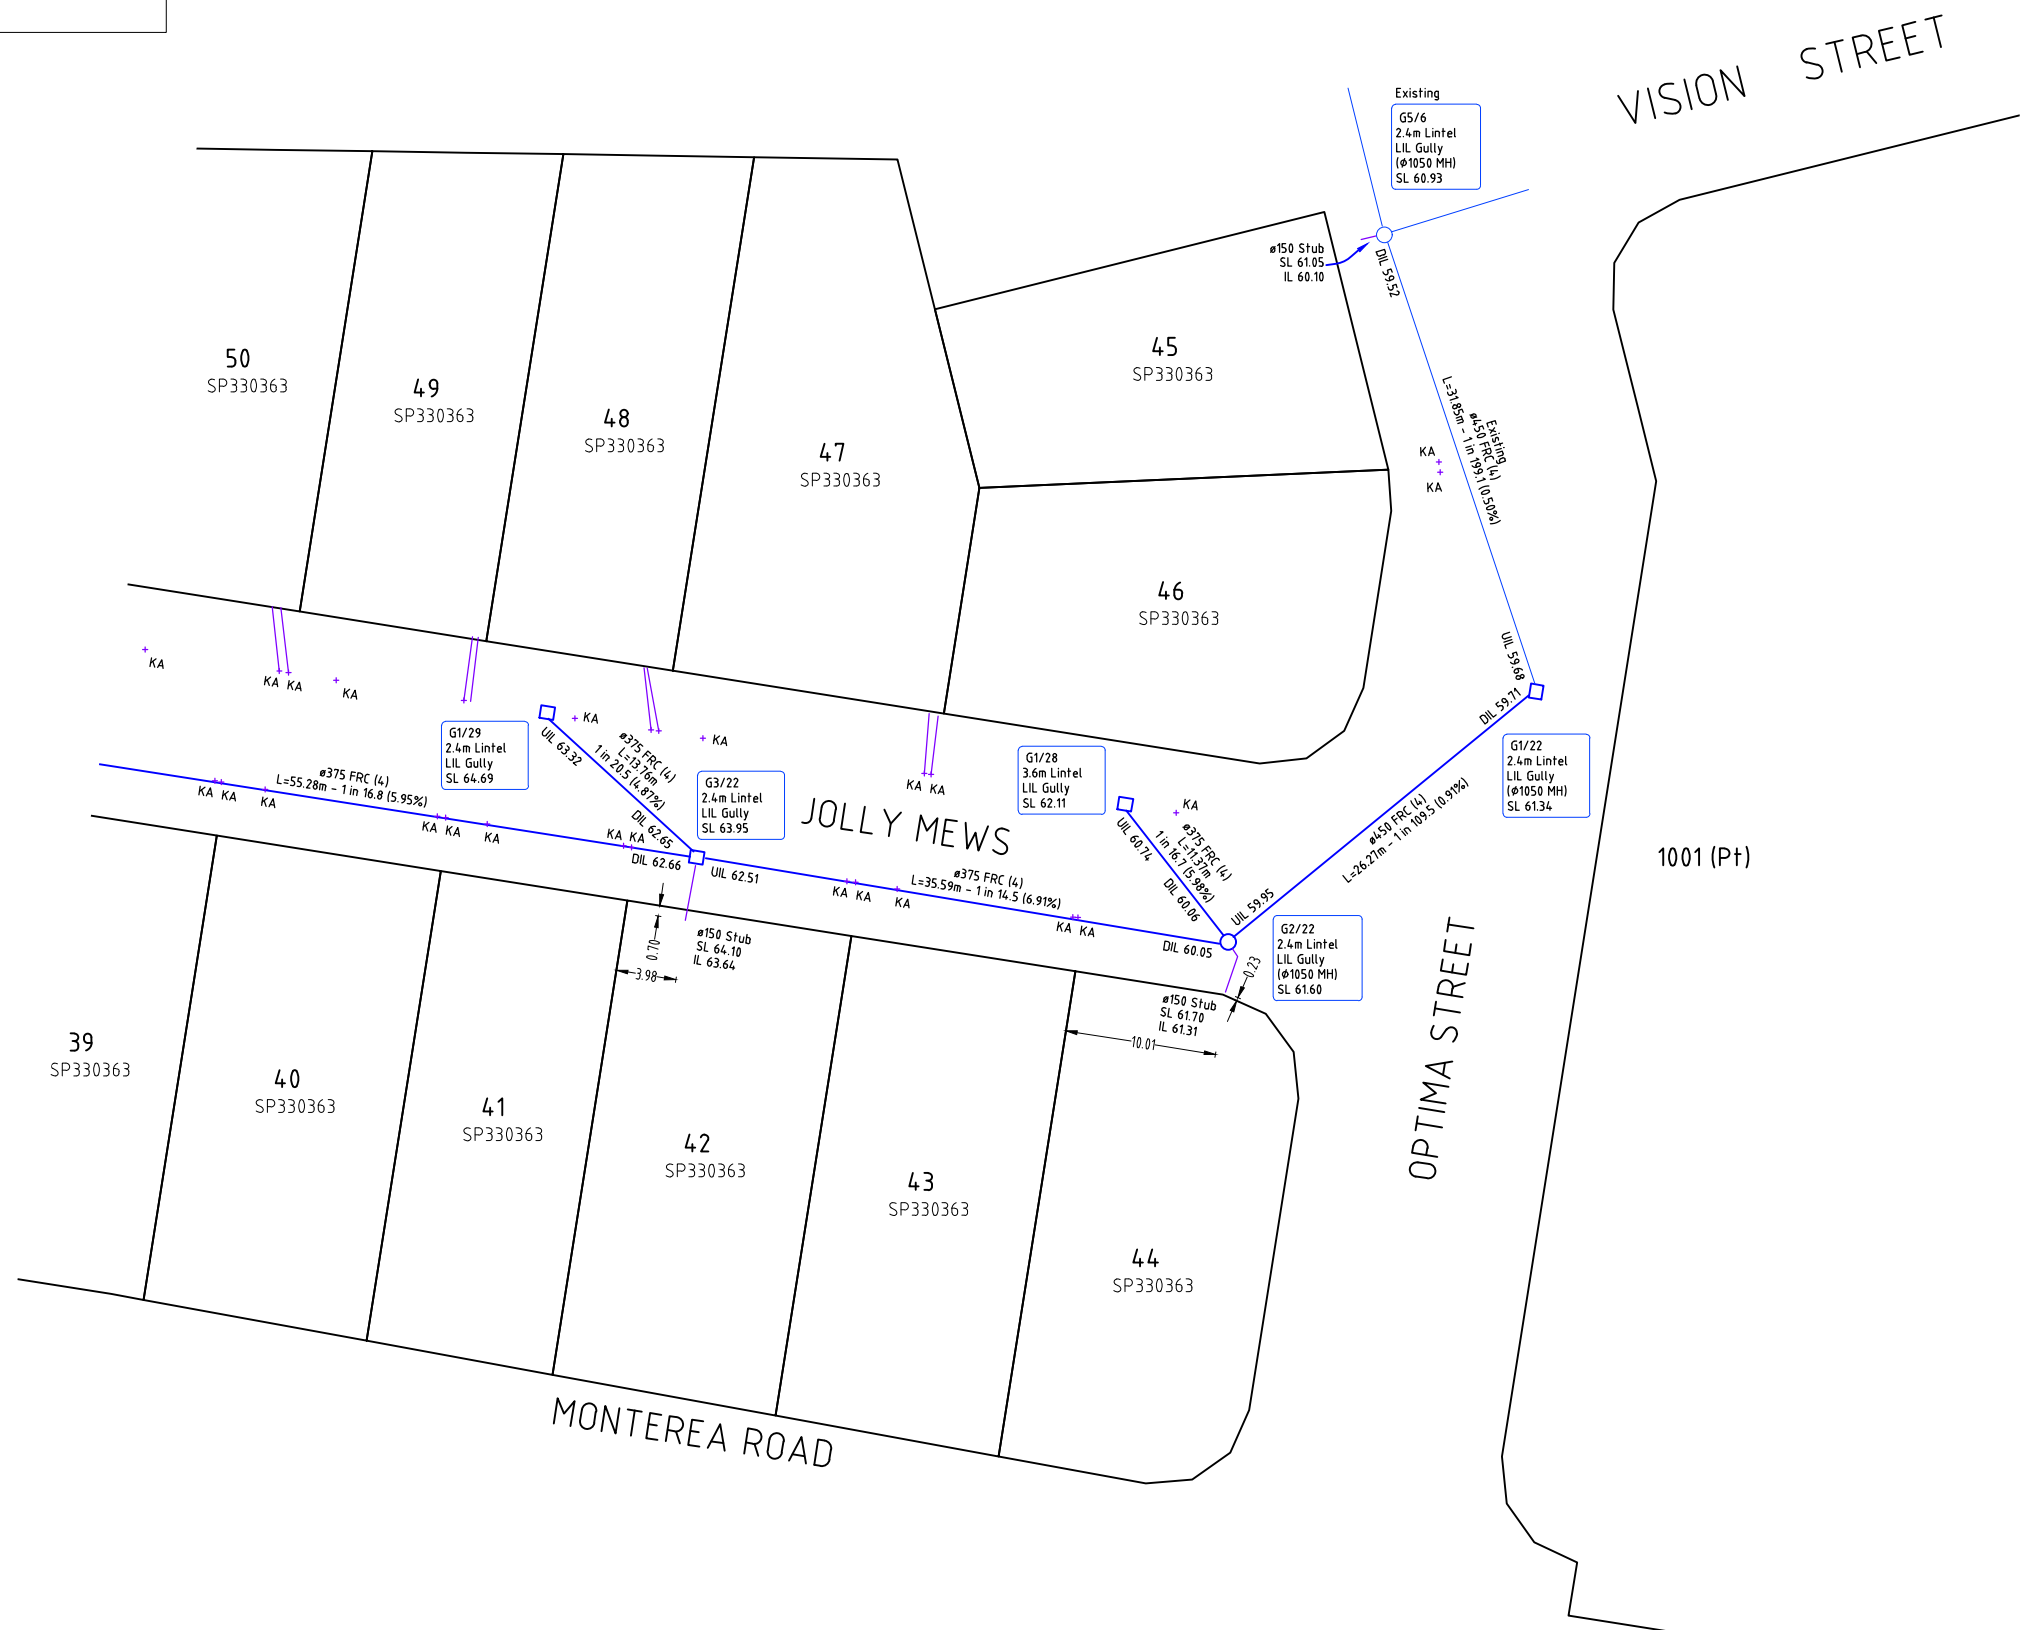 VISION STREET
Existing
G5/6
2.4m Lintel
LIL Gully
(ø1050 MH)
SL 60.93
ø150 Stub
SL 61.05
IL 60.10
DIL 59.52
50
SP330363
49
SP330363
48
SP330363
47
SP330363
45
SP330363
46
SP330363
Existing
ø450 FRC (4)
L=31.85m - 1 in 199.1 (0.50%)
KA
KA
UIL 59.68
DIL 59.71
G1/22
2.4m Lintel
LIL Gully
(ø1050 MH)
SL 61.34
KA
KA KA
KA
G1/29
2.4m Lintel
LIL Gully
SL 64.69
KA
UIL 63.32
ø375 FRC (4)
L=13.76m
1 in 20.5 (4.87%)
DIL 62.65
KA
G3/22
2.4m Lintel
LIL Gully
SL 63.95
JOLLY MEWS
KA KA
G1/28
3.6m Lintel
LIL Gully
SL 62.11
KA
UIL 60.74
ø375 FRC (4)
L=11.37m
1 in 16.7 (5.98%)
DIL 60.06
ø450 FRC (4)
L=26.27m - 1 in 109.5 (0.91%)
UIL 59.95
ø375 FRC (4)
L=55.28m - 1 in 16.8 (5.95%)
KA KA
KA
KA KA
KA
KA KA
DIL 62.66
UIL 62.51
ø375 FRC (4)
L=35.59m - 1 in 14.5 (6.91%)
KA KA
KA
KA KA
DIL 60.05
G2/22
2.4m Lintel
LIL Gully
(ø1050 MH)
SL 61.60
1001 (Pt)
0.70
3.98
ø150 Stub
SL 64.10
IL 63.64
0.23
ø150 Stub
SL 61.70
IL 61.31
10.01
OPTIMA STREET
39
SP330363
40
SP330363
41
SP330363
42
SP330363
43
SP330363
44
SP330363
MONTEREA ROAD